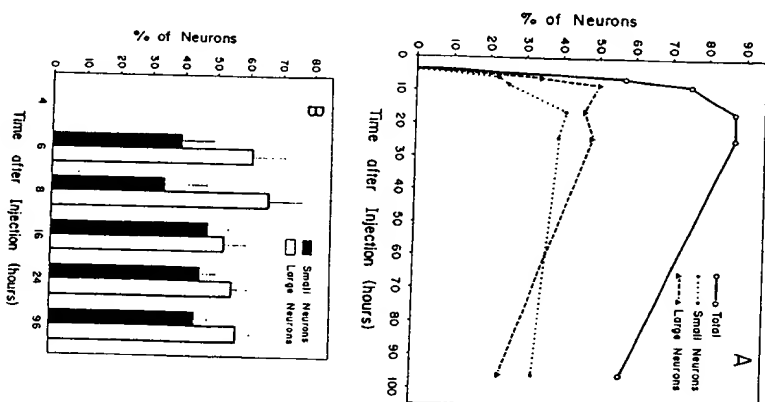 A
% of Neurons
0 10 20 30 40 50 60 70 80 90
0 10 20 30 40 50 60 70 80 90 100
Time after Injection (hours)
Total
Small Neurons
Large Neurons
B
% of Neurons
0 10 20 30 40 50 60 70 80
4 6 8 16 24 96
Time after Injection (hours)
Small Neurons
Large Neurons